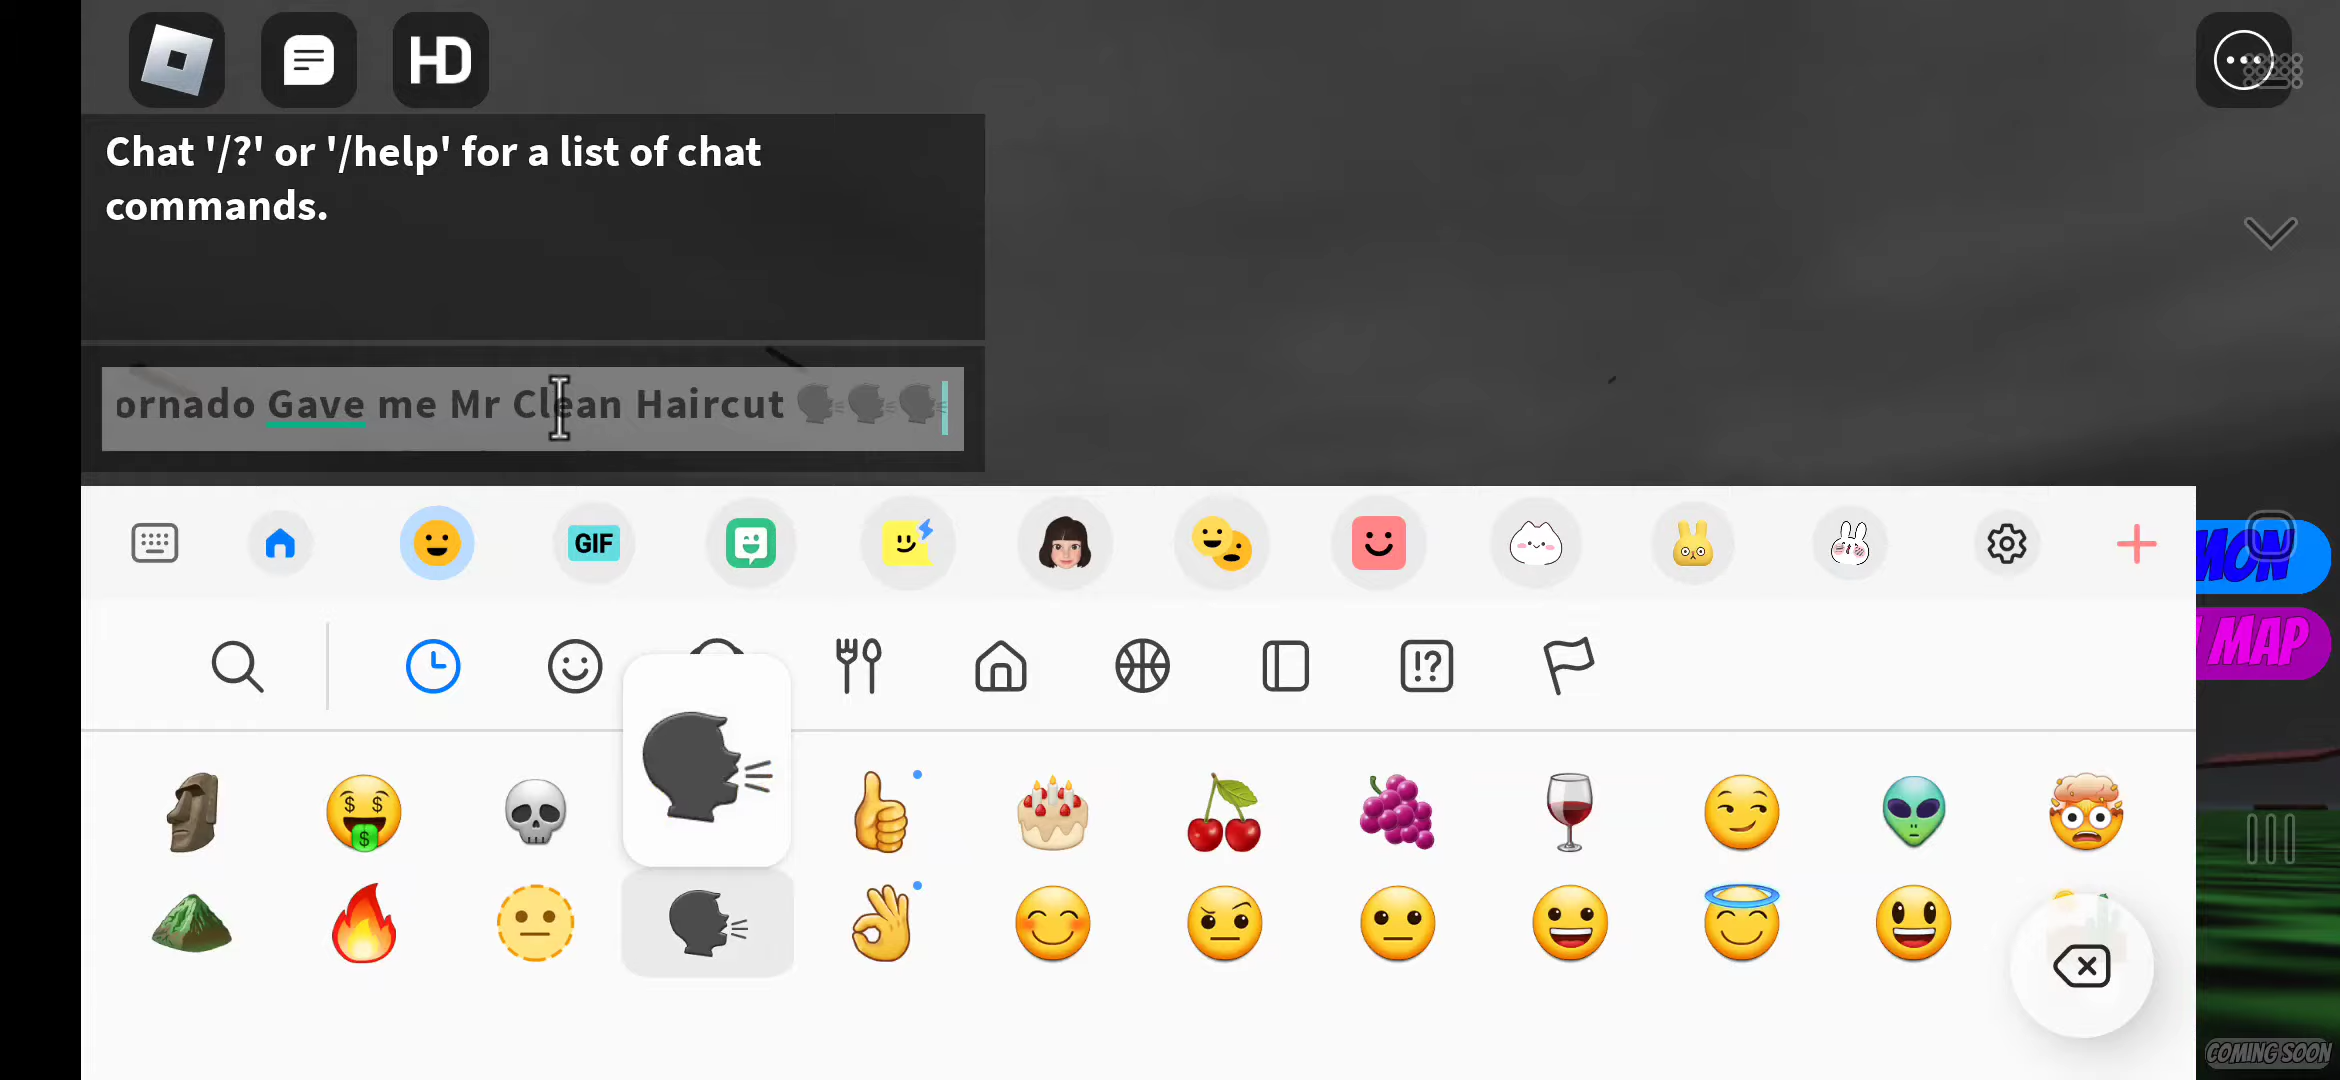 HD
Chat '/?' or '/help' for a list of chat
commands.
ornado Gave me Mr Clean Haircut 🗣🗣🗣
GIF
!?
MON
MAP
COMING SOON